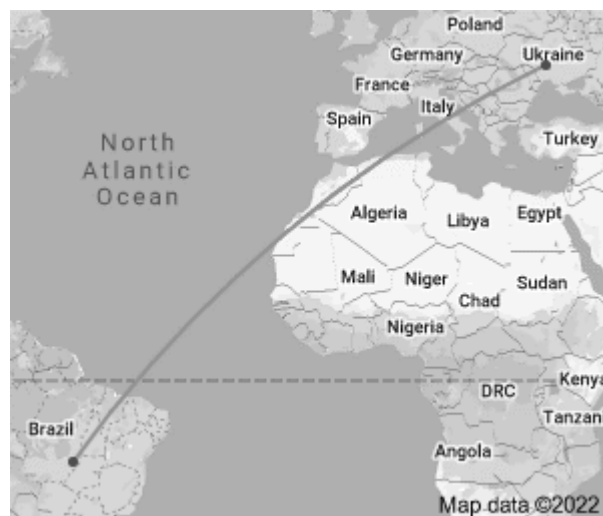 Poland
Germany
Ukraine
France
Italy
Spain
Turkey
North
Atlantic
Ocean
Algeria
Libya
Egypt
Mali
Niger
Sudan
Chad
Nigeria
DRC
Kenya
Tanzan
Brazil
Angola
Map data ©2022